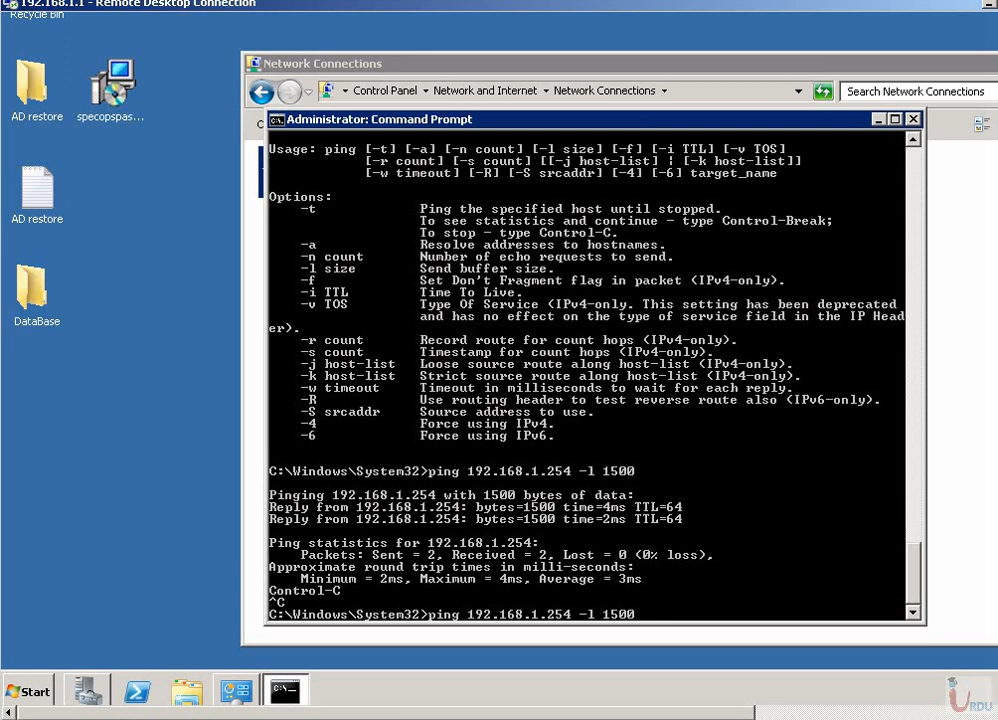 192.168.1.1 - Remote Desktop Connection
Recycle Bin
AD restore
specopspas...
AD restore
DataBase
Network Connections
Control Panel
Network and Internet
Network Connections
Search Network Connections
Administrator: Command Prompt
Usage: ping [-t] [-a] [-n count] [-l size] [-f] [-i TTL] [-v TOS]
[-r count] [-s count] [[-j host-list] | [-k host-list]]
[-w timeout] [-R] [-S srcaddr] [-4] [-6] target_name
Options:
-t Ping the specified host until stopped.
To see statistics and continue - type Control-Break;
To stop - type Control-C.
-a Resolve addresses to hostnames.
-n count Number of echo requests to send.
-l size Send buffer size.
-f Set Don't Fragment flag in packet (IPv4-only).
-i TTL Time To Live.
-v TOS Type Of Service (IPv4-only. This setting has been deprecated
and has no effect on the type of service field in the IP Head
er).
-r count Record route for count hops (IPv4-only).
-s count Timestamp for count hops (IPv4-only).
-j host-list Loose source route along host-list (IPv4-only).
-k host-list Strict source route along host-list (IPv4-only).
-w timeout Timeout in milliseconds to wait for each reply.
-R Use routing header to test reverse route also (IPv6-only).
-S srcaddr Source address to use.
-4 Force using IPv4.
-6 Force using IPv6.
C:\Windows\System32>ping 192.168.1.254 -l 1500
Pinging 192.168.1.254 with 1500 bytes of data:
Reply from 192.168.1.254: bytes=1500 time=4ms TTL=64
Reply from 192.168.1.254: bytes=1500 time=2ms TTL=64
Ping statistics for 192.168.1.254:
Packets: Sent = 2, Received = 2, Lost = 0 (0% loss),
Approximate round trip times in milli-seconds:
Minimum = 2ms, Maximum = 4ms, Average = 3ms
Control-C
^C
C:\Windows\System32>ping 192.168.1.254 -l 1500
Start
C:\
URDU